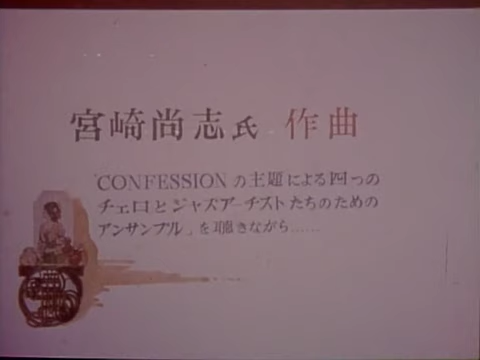 宮崎尚志氏 作曲
「CONFESSIONの主題による四つの
チェロとジャズアーチストたちのための
アンサンブル」を聴きながら……